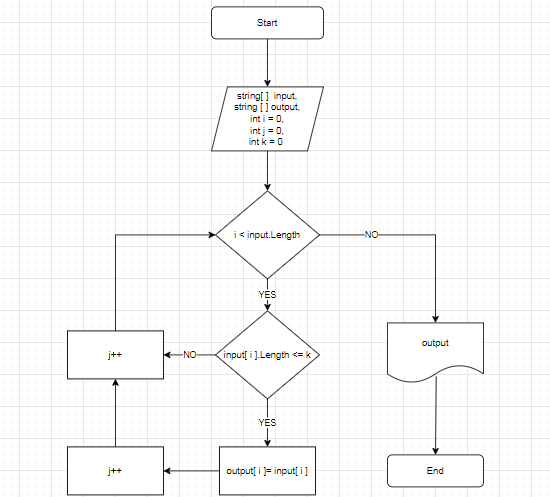 Start
string[ ] input,
string [ ] output,
int i = 0,
int j = 0,
int k = 0
i < input.Length
NO
YES
output
j++
NO
input[ i ].Length <= k
YES
j++
output[ i ]= input[ i ]
End